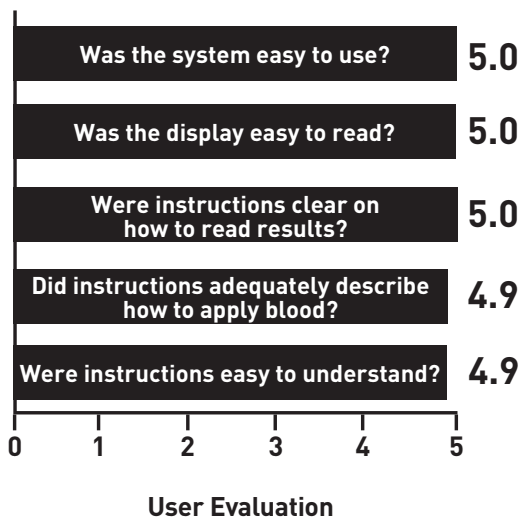 Was the system easy to use?
5.0
Was the display easy to read?
5.0
Were instructions clear on
how to read results?
5.0
Did instructions adequately describe
how to apply blood?
4.9
Were instructions easy to understand?
4.9
0 1 2 3 4 5
User Evaluation